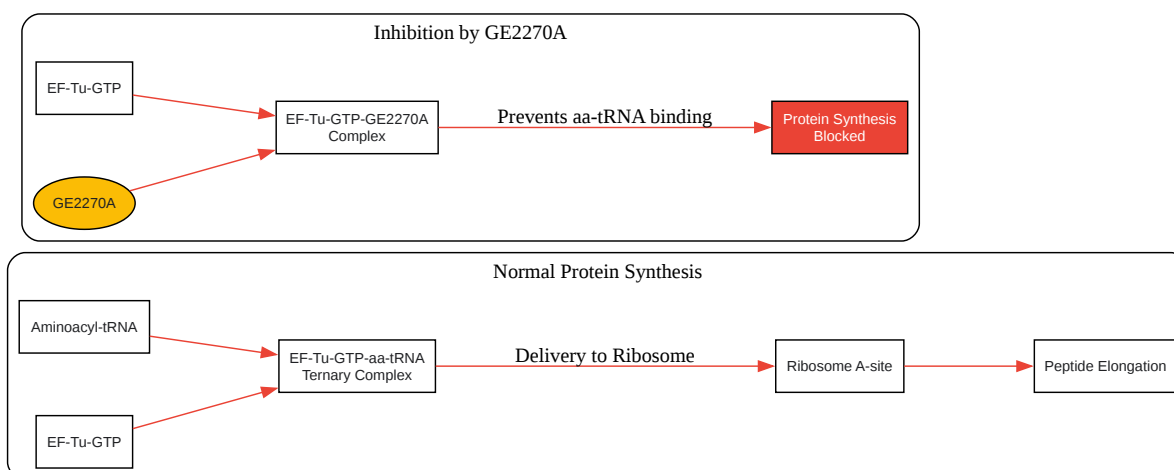 Inhibition by GE2270A
EF-Tu-GTP
EF-Tu-GTP-GE2270A
Complex
Prevents aa-tRNA binding
Protein Synthesis
Blocked
GE2270A
Normal Protein Synthesis
Aminoacyl-tRNA
EF-Tu-GTP-aa-tRNA
Ternary Complex
Delivery to Ribosome
Ribosome A-site
Peptide Elongation
EF-Tu-GTP